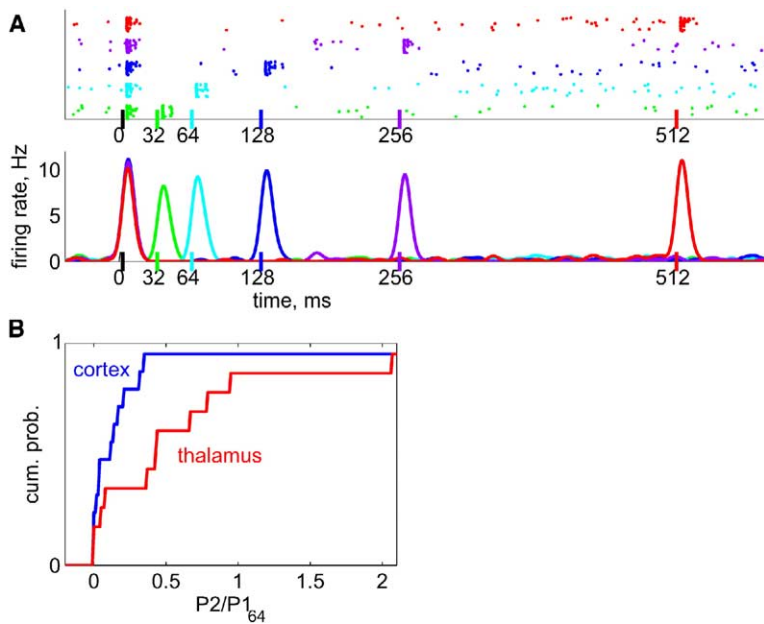 A
0 32 64 128 256 512
firing rate, Hz
10
5
0
0 32 64 128 256 512
time, ms
B
1
cortex
thalamus
cum. prob.
0
0 0.5 1 1.5 2
P2/P1 64